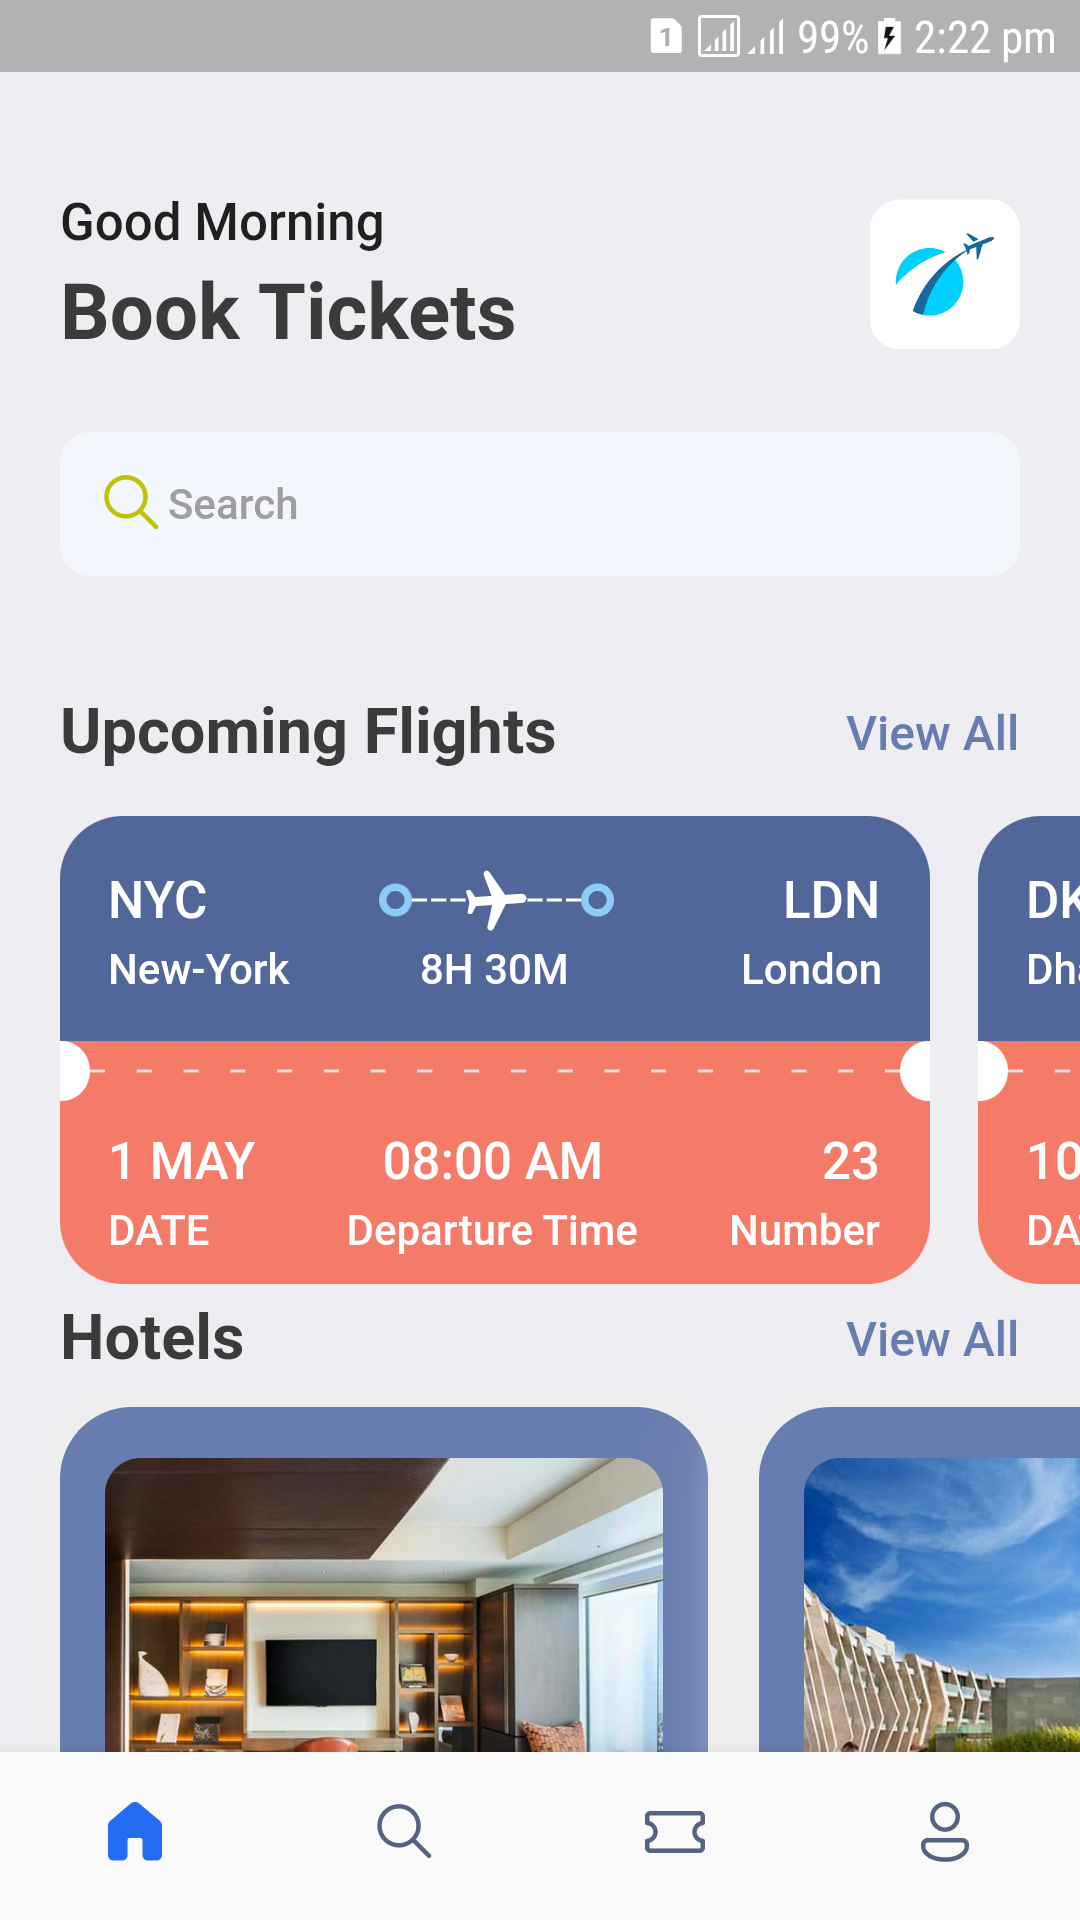 1 99% 2:22 pm
Good Morning
Book Tickets
Search
Upcoming Flights View All
NYC LDN DK
New-York 8H 30M London Dha
1 MAY 08:00 AM 23 10
DATE Departure Time Number DA
Hotels View All